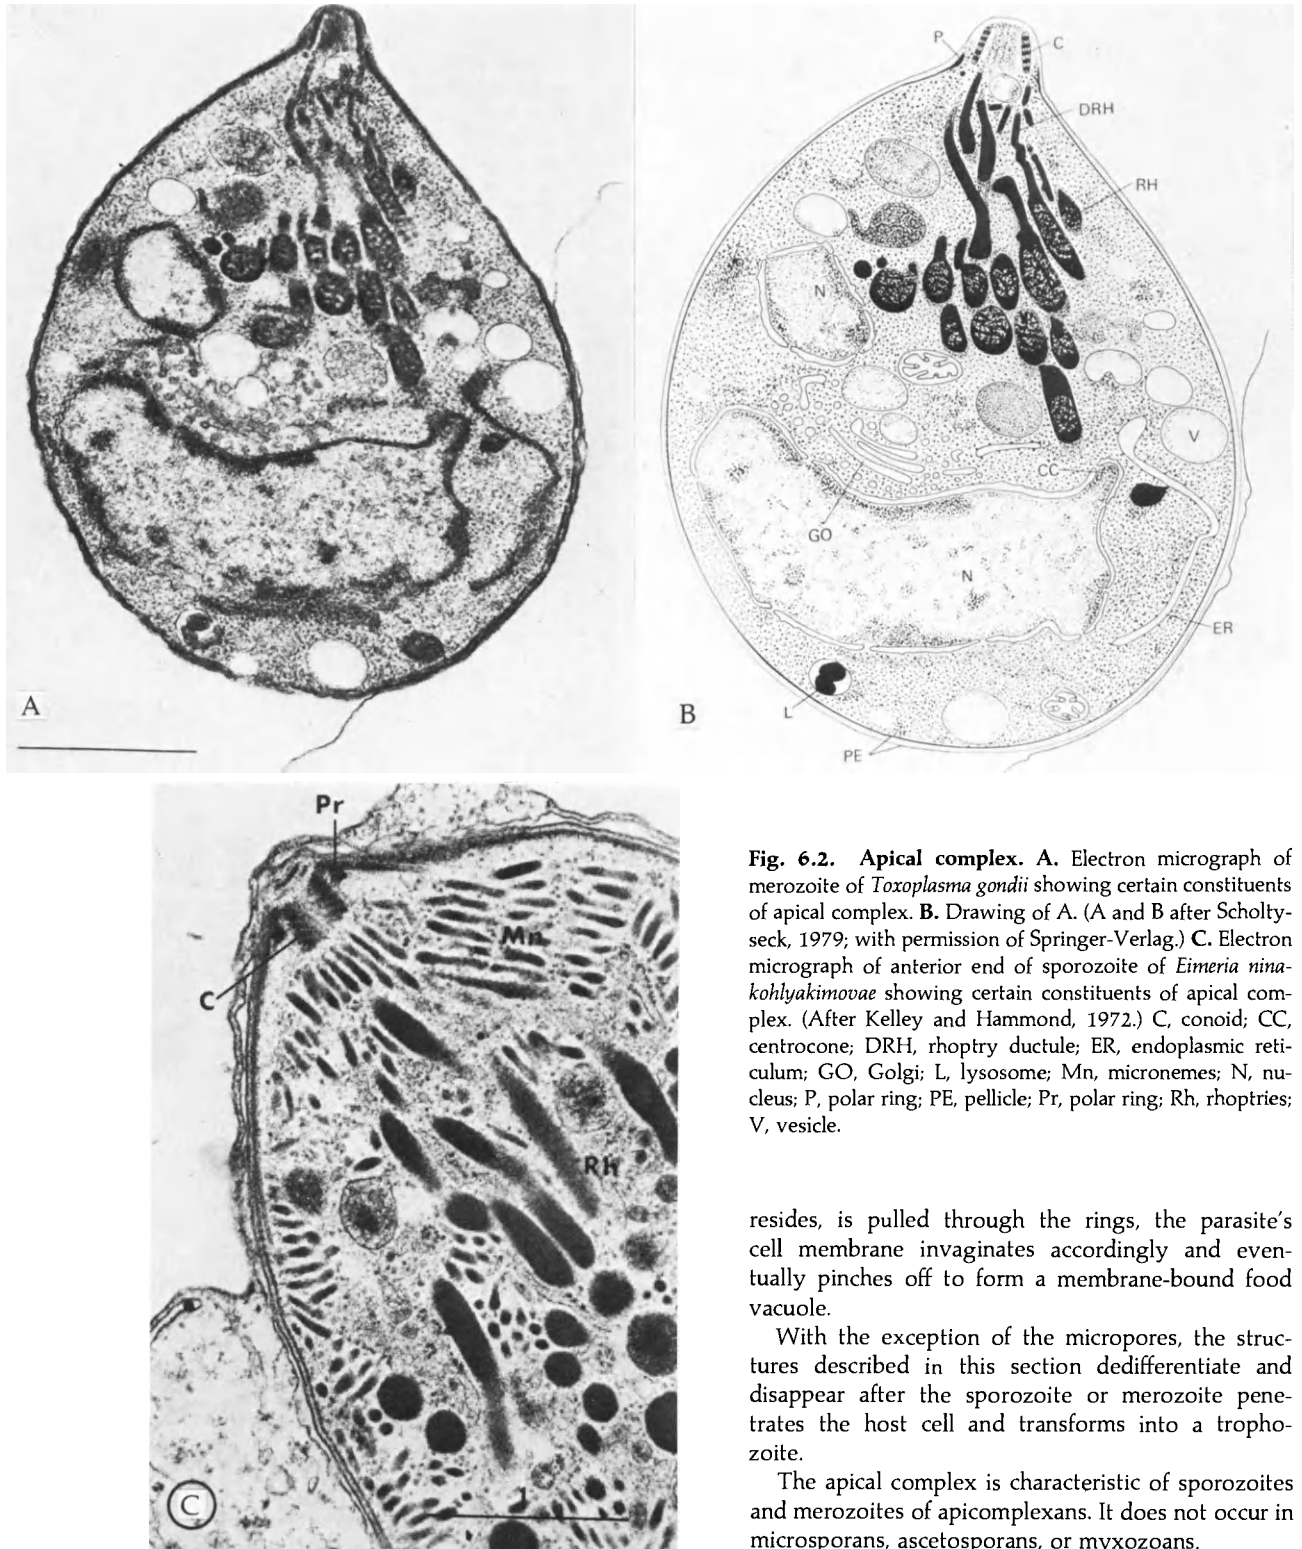 P
C
DRH
RH
N
V
CC
GO
N
ER
L
PE
A
B
Pr
Mn
C
Rh
1
C
Fig. 6.2. Apical complex. A. Electron micrograph of
merozoite of Toxoplasma gondii showing certain constituents
of apical complex. B. Drawing of A. (A and B after Scholty-
seck, 1979; with permission of Springer-Verlag.) C. Electron
micrograph of anterior end of sporozoite of Eimeria nina-
kohlyakimovae showing certain constituents of apical com-
plex. (After Kelley and Hammond, 1972.) C, conoid; CC,
centrocone; DRH, rhoptry ductule; ER, endoplasmic reti-
culum; GO, Golgi; L, lysosome; Mn, micronemes; N, nu-
cleus; P, polar ring; PE, pellicle; Pr, polar ring; Rh, rhoptries;
V, vesicle.
resides, is pulled through the rings, the parasite's
cell membrane invaginates accordingly and even-
tually pinches off to form a membrane-bound food
vacuole.
With the exception of the micropores, the struc-
tures described in this section dedifferentiate and
disappear after the sporozoite or merozoite pene-
trates the host cell and transforms into a tropho-
zoite.
The apical complex is characteristic of sporozoites
and merozoites of apicomplexans. It does not occur in
microsporans, ascetosporans, or myxozoans.